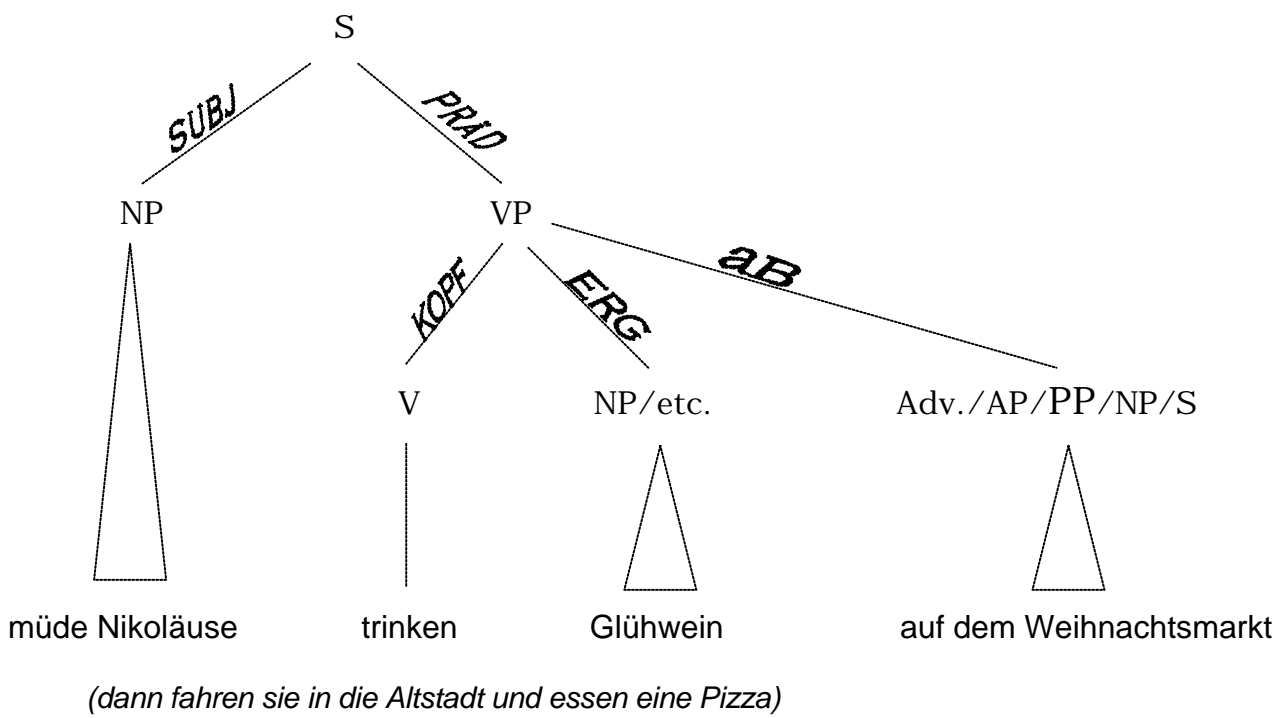 S
SUBJ PRÄD
NP VP
aB
KOPF ERG
V NP/etc. Adv./AP/PP/NP/S
müde Nikoläuse trinken Glühwein auf dem Weihnachtsmarkt
(dann fahren sie in die Altstadt und essen eine Pizza)